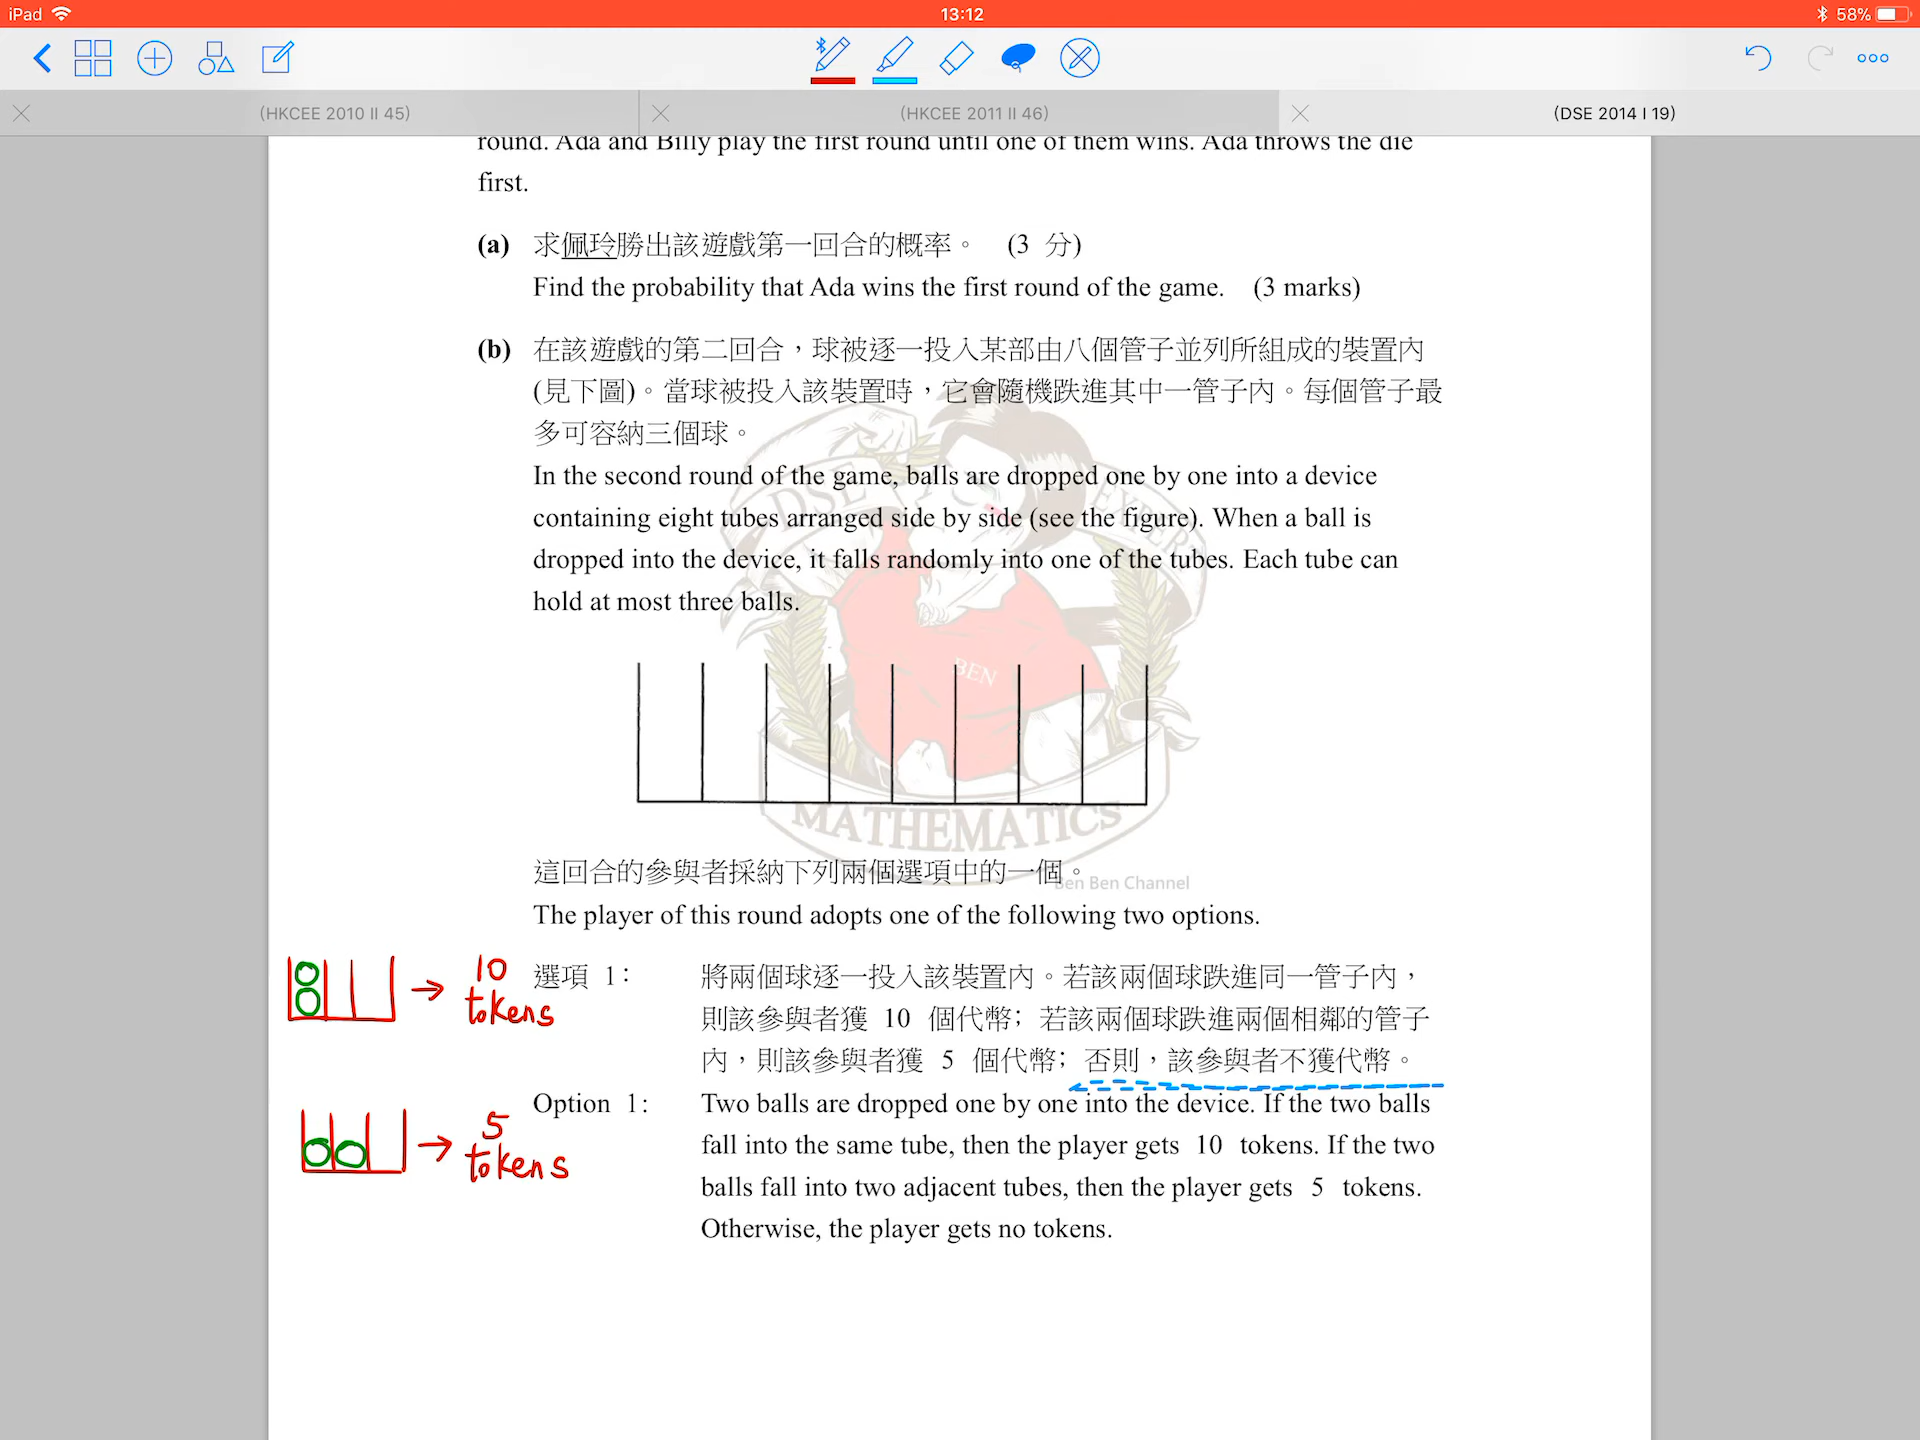 iPad
13:12
58%
(HKCEE 2010 II 45)
(HKCEE 2011 II 46)
(DSE 2014 I 19)
round. Ada and Billy play the first round until one of them wins. Ada throws the die
first.
(a) 求佩玲勝出該遊戲第一回合的概率。 (3 分)
Find the probability that Ada wins the first round of the game. (3 marks)
(b) 在該遊戲的第二回合，球被逐一投入某部由八個管子並列所組成的裝置內
(見下圖)。當球被投入該裝置時，它會隨機跌進其中一管子內。每個管子最
多可容納三個球。
In the second round of the game, balls are dropped one by one into a device
containing eight tubes arranged side by side (see the figure). When a ball is
dropped into the device, it falls randomly into one of the tubes. Each tube can
hold at most three balls.
DSE EXPERT
BEN
MATHEMATICS
Ben Ben Channel
這回合的參與者採納下列兩個選項中的一個。
The player of this round adopts one of the following two options.
10
tokens
選項 1： 將兩個球逐一投入該裝置內。若該兩個球跌進同一管子內，
則該參與者獲 10 個代幣；若該兩個球跌進兩個相鄰的管子
內，則該參與者獲 5 個代幣；否則，該參與者不獲代幣。
5
tokens
Option 1: Two balls are dropped one by one into the device. If the two balls
fall into the same tube, then the player gets 10 tokens. If the two
balls fall into two adjacent tubes, then the player gets 5 tokens.
Otherwise, the player gets no tokens.